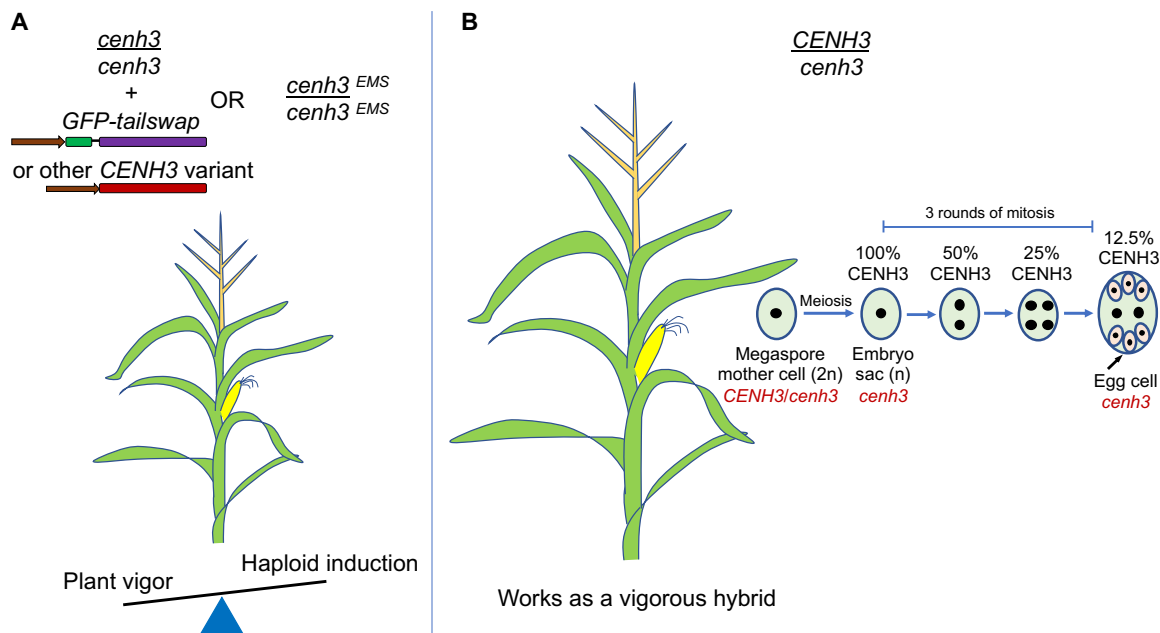 A
cenh3
cenh3
+
GFP-tailswap
or other CENH3 variant
OR
cenh3 EMS
cenh3 EMS
Plant vigor
Haploid induction
B
CENH3
cenh3
3 rounds of mitosis
100%
CENH3
50%
CENH3
25%
CENH3
12.5%
CENH3
Meiosis
Megaspore
mother cell (2n)
CENH3/cenh3
Embryo
sac (n)
cenh3
Egg cell
cenh3
Works as a vigorous hybrid